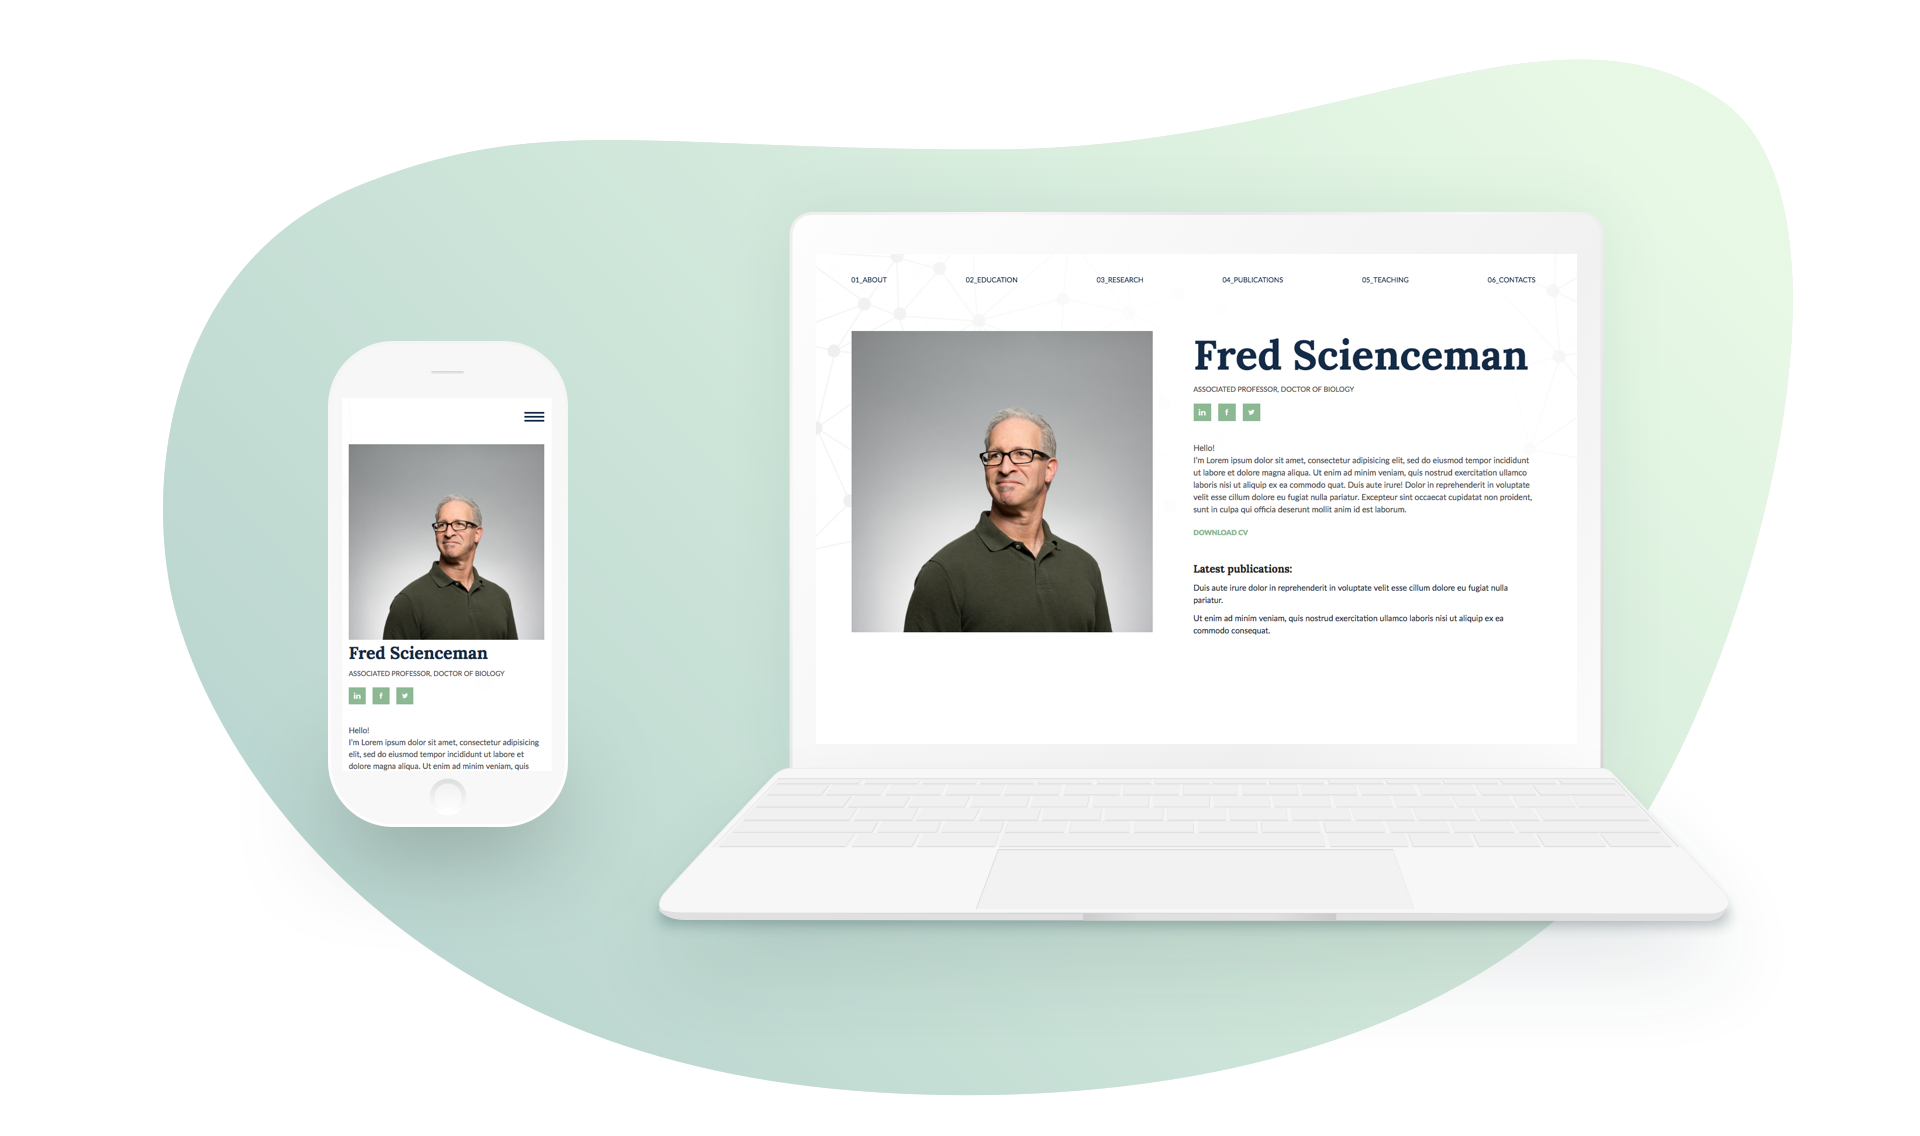 01_ABOUT 02_EDUCATION 03_RESEARCH 04_PUBLICATIONS 05_TEACHING 06_CONTACTS
Fred Scienceman
ASSOCIATED PROFESSOR, DOCTOR OF BIOLOGY
in f
Hello!
I'm Lorem ipsum dolor sit amet, consectetur adipisicing elit, sed do eiusmod tempor incididunt
ut labore et dolore magna aliqua. Ut enim ad minim veniam, quis nostrud exercitation ullamco
laboris nisi ut aliquip ex ea commodo quat. Duis aute irure! Dolor in reprehenderit in voluptate
velit esse cillum dolore eu fugiat nulla pariatur. Excepteur sint occaecat cupidatat non proident,
sunt in culpa qui officia deserunt mollit anim id est laborum.
DOWNLOAD CV
Latest publications:
Duis aute irure dolor in reprehenderit in voluptate velit esse cillum dolore eu fugiat nulla
pariatur.
Ut enim ad minim veniam, quis nostrud exercitation ullamco laboris nisi ut aliquip ex ea
commodo consequat.
Fred Scienceman
ASSOCIATED PROFESSOR, DOCTOR OF BIOLOGY
in f
Hello!
I'm Lorem ipsum dolor sit amet, consectetur adipisicing
elit, sed do eiusmod tempor incididunt ut labore et
dolore magna aliqua. Ut enim ad minim veniam, quis